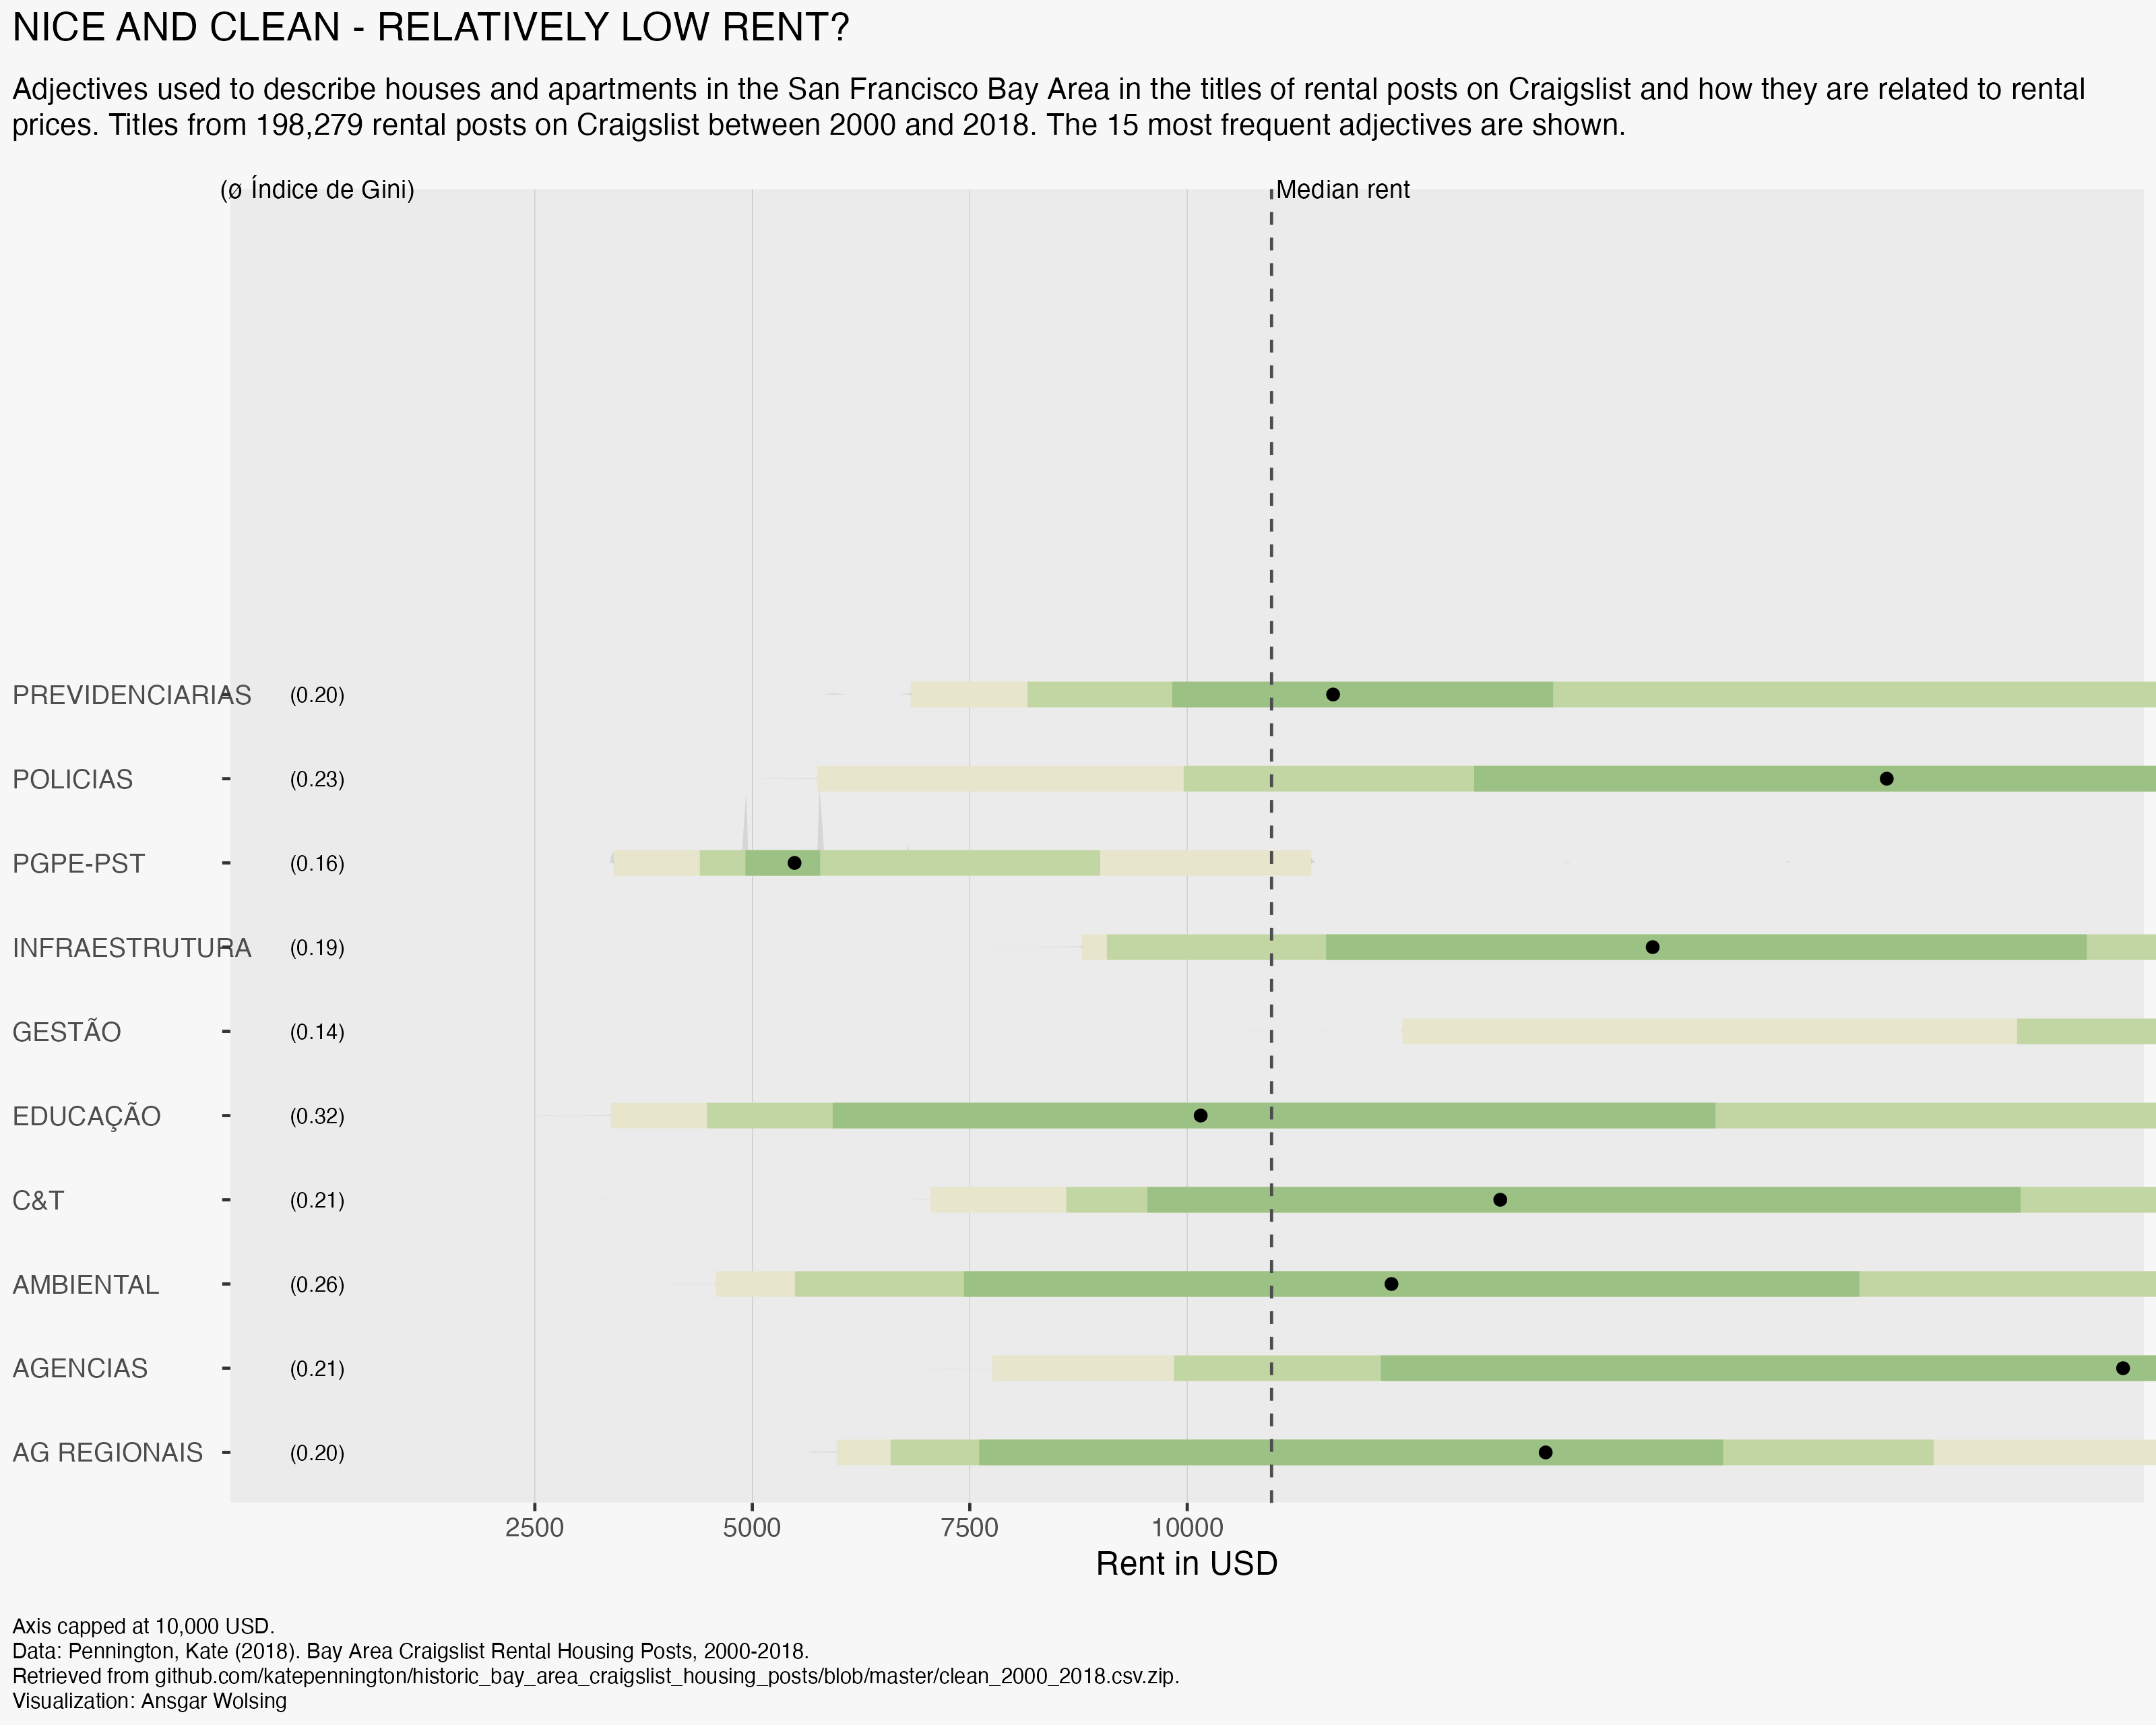 NICE AND CLEAN - RELATIVELY LOW RENT?
Adjectives used to describe houses and apartments in the San Francisco Bay Area in the titles of rental posts on Craigslist and how they are related to rental
prices. Titles from 198,279 rental posts on Craigslist between 2000 and 2018. The 15 most frequent adjectives are shown.
(ø Índice de Gini)
Median rent
PREVIDENCIARIAS (0.20)
POLICIAS (0.23)
PGPE-PST (0.16)
INFRAESTRUTURA (0.19)
GESTÃO (0.14)
EDUCAÇÃO (0.32)
C&T (0.21)
AMBIENTAL (0.26)
AGENCIAS (0.21)
AG REGIONAIS (0.20)
2500 5000 7500 10000
Rent in USD
Axis capped at 10,000 USD.
Data: Pennington, Kate (2018). Bay Area Craigslist Rental Housing Posts, 2000-2018.
Retrieved from github.com/katepennington/historic_bay_area_craigslist_housing_posts/blob/master/clean_2000_2018.csv.zip.
Visualization: Ansgar Wolsing